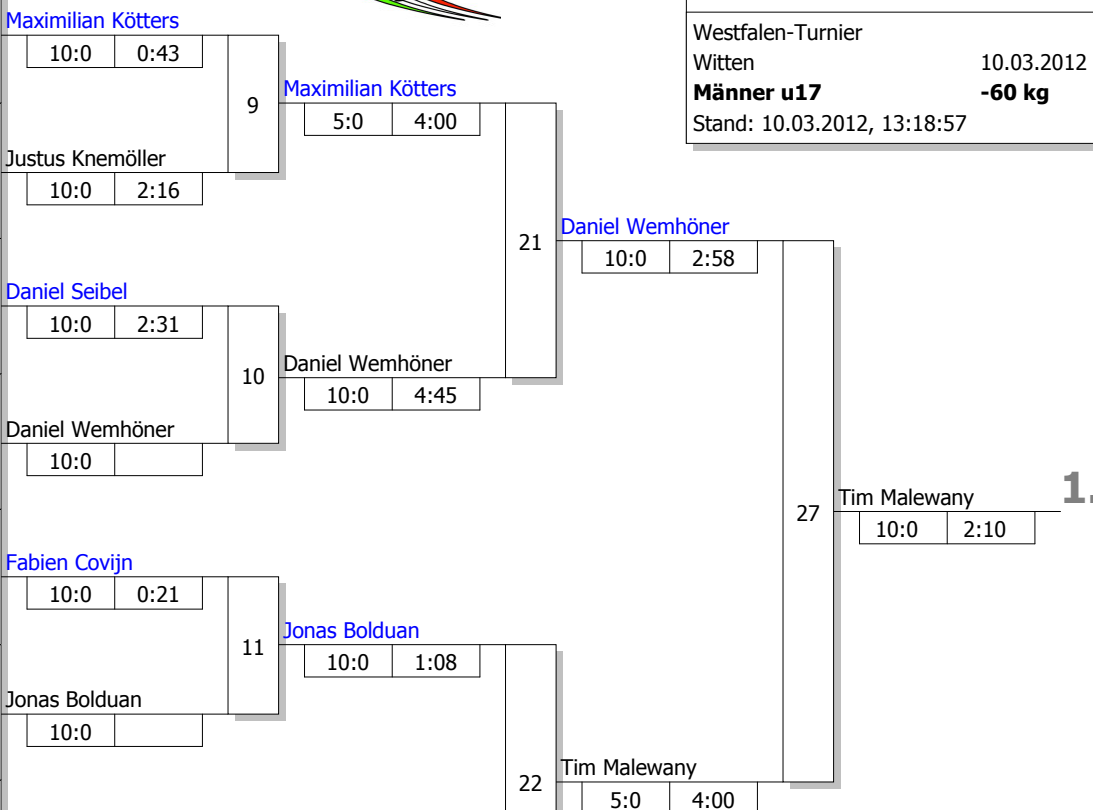 Maximilian Kötters
10:0 0:43
Westfalen-Turnier
Witten 10.03.2012
Männer u17 -60 kg
Stand: 10.03.2012, 13:18:57
9
Maximilian Kötters
5:0 4:00
Justus Knemöller
10:0 2:16
21
Daniel Wemhöner
10:0 2:58
Daniel Seibel
10:0 2:31
10
Daniel Wemhöner
10:0 4:45
Daniel Wemhöner
10:0
27
Tim Malewany
10:0 2:10
1.
Fabien Covijn
10:0 0:21
11
Jonas Bolduan
10:0 1:08
Jonas Bolduan
10:0
22
Tim Malewany
5:0 4:00